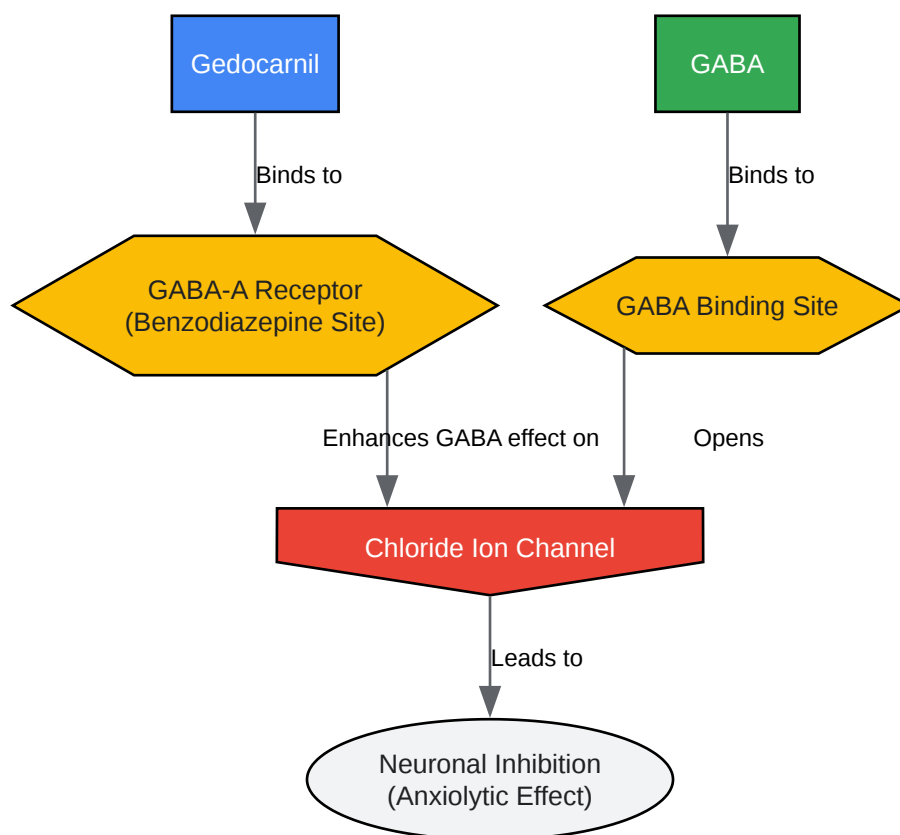 Gedocarnil
GABA
Binds to
Binds to
GABA-A Receptor
(Benzodiazepine Site)
GABA Binding Site
Enhances GABA effect on
Opens
Chloride Ion Channel
Leads to
Neuronal Inhibition
(Anxiolytic Effect)